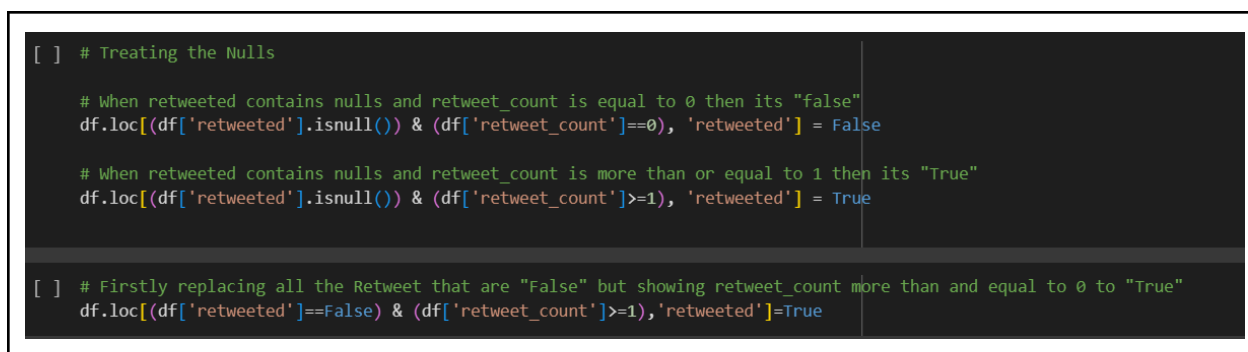 [ ] # Treating the Nulls
# When retweeted contains nulls and retweet_count is equal to 0 then its "false"
df.loc[(df['retweeted'].isnull()) & (df['retweet_count']==0), 'retweeted'] = False
# When retweeted contains nulls and retweet_count is more than or equal to 1 then its "True"
df.loc[(df['retweeted'].isnull()) & (df['retweet_count']>=1), 'retweeted'] = True
[ ] # Firstly replacing all the Retweet that are "False" but showing retweet_count more than and equal to 0 to "True"
df.loc[(df['retweeted']==False) & (df['retweet_count']>=1),'retweeted']=True